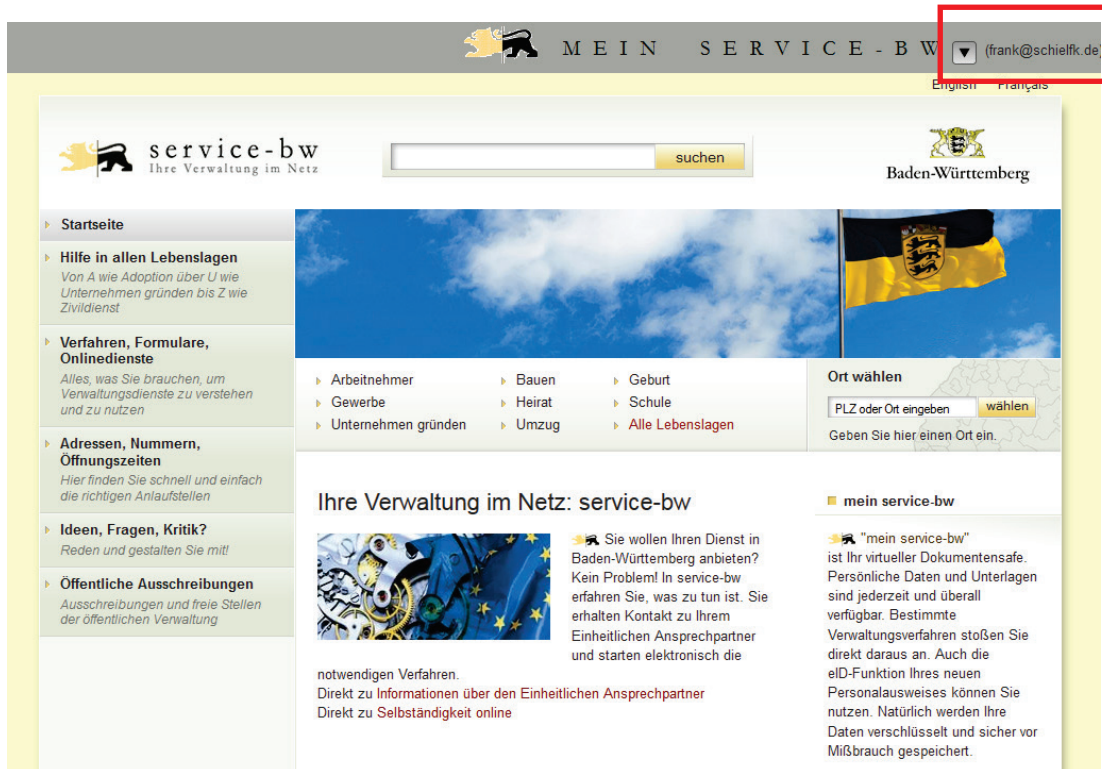 MEIN SERVICE-BW ▼ (frank@schielfk.de)
English Français
service-bw
Ihre Verwaltung im Netz
suchen
Baden-Württemberg
Startseite
Hilfe in allen Lebenslagen
Von A wie Adoption über U wie
Unternehmen gründen bis Z wie
Zivildienst
Verfahren, Formulare,
Onlinedienste
Alles, was Sie brauchen, um
Verwaltungsdienste zu verstehen
und zu nutzen
Adressen, Nummern,
Öffnungszeiten
Hier finden Sie schnell und einfach
die richtigen Anlaufstellen
Ideen, Fragen, Kritik?
Reden und gestalten Sie mit!
Öffentliche Ausschreibungen
Ausschreibungen und freie Stellen
der öffentlichen Verwaltung
Arbeitnehmer
Gewerbe
Unternehmen gründen
Bauen
Heirat
Umzug
Geburt
Schule
Alle Lebenslagen
Ort wählen
PLZ oder Ort eingeben wählen
Geben Sie hier einen Ort ein.
Ihre Verwaltung im Netz: service-bw
Sie wollen Ihren Dienst in
Baden-Württemberg anbieten?
Kein Problem! In service-bw
erfahren Sie, was zu tun ist. Sie
erhalten Kontakt zu Ihrem
Einheitlichen Ansprechpartner
und starten elektronisch die
notwendigen Verfahren.
Direkt zu Informationen über den Einheitlichen Ansprechpartner
Direkt zu Selbständigkeit online
mein service-bw
"mein service-bw"
ist Ihr virtueller Dokumentensafe.
Persönliche Daten und Unterlagen
sind jederzeit und überall
verfügbar. Bestimmte
Verwaltungsverfahren stoßen Sie
direkt daraus an. Auch die
eID-Funktion Ihres neuen
Personalausweises können Sie
nutzen. Natürlich werden Ihre
Daten verschlüsselt und sicher vor
Mißbrauch gespeichert.